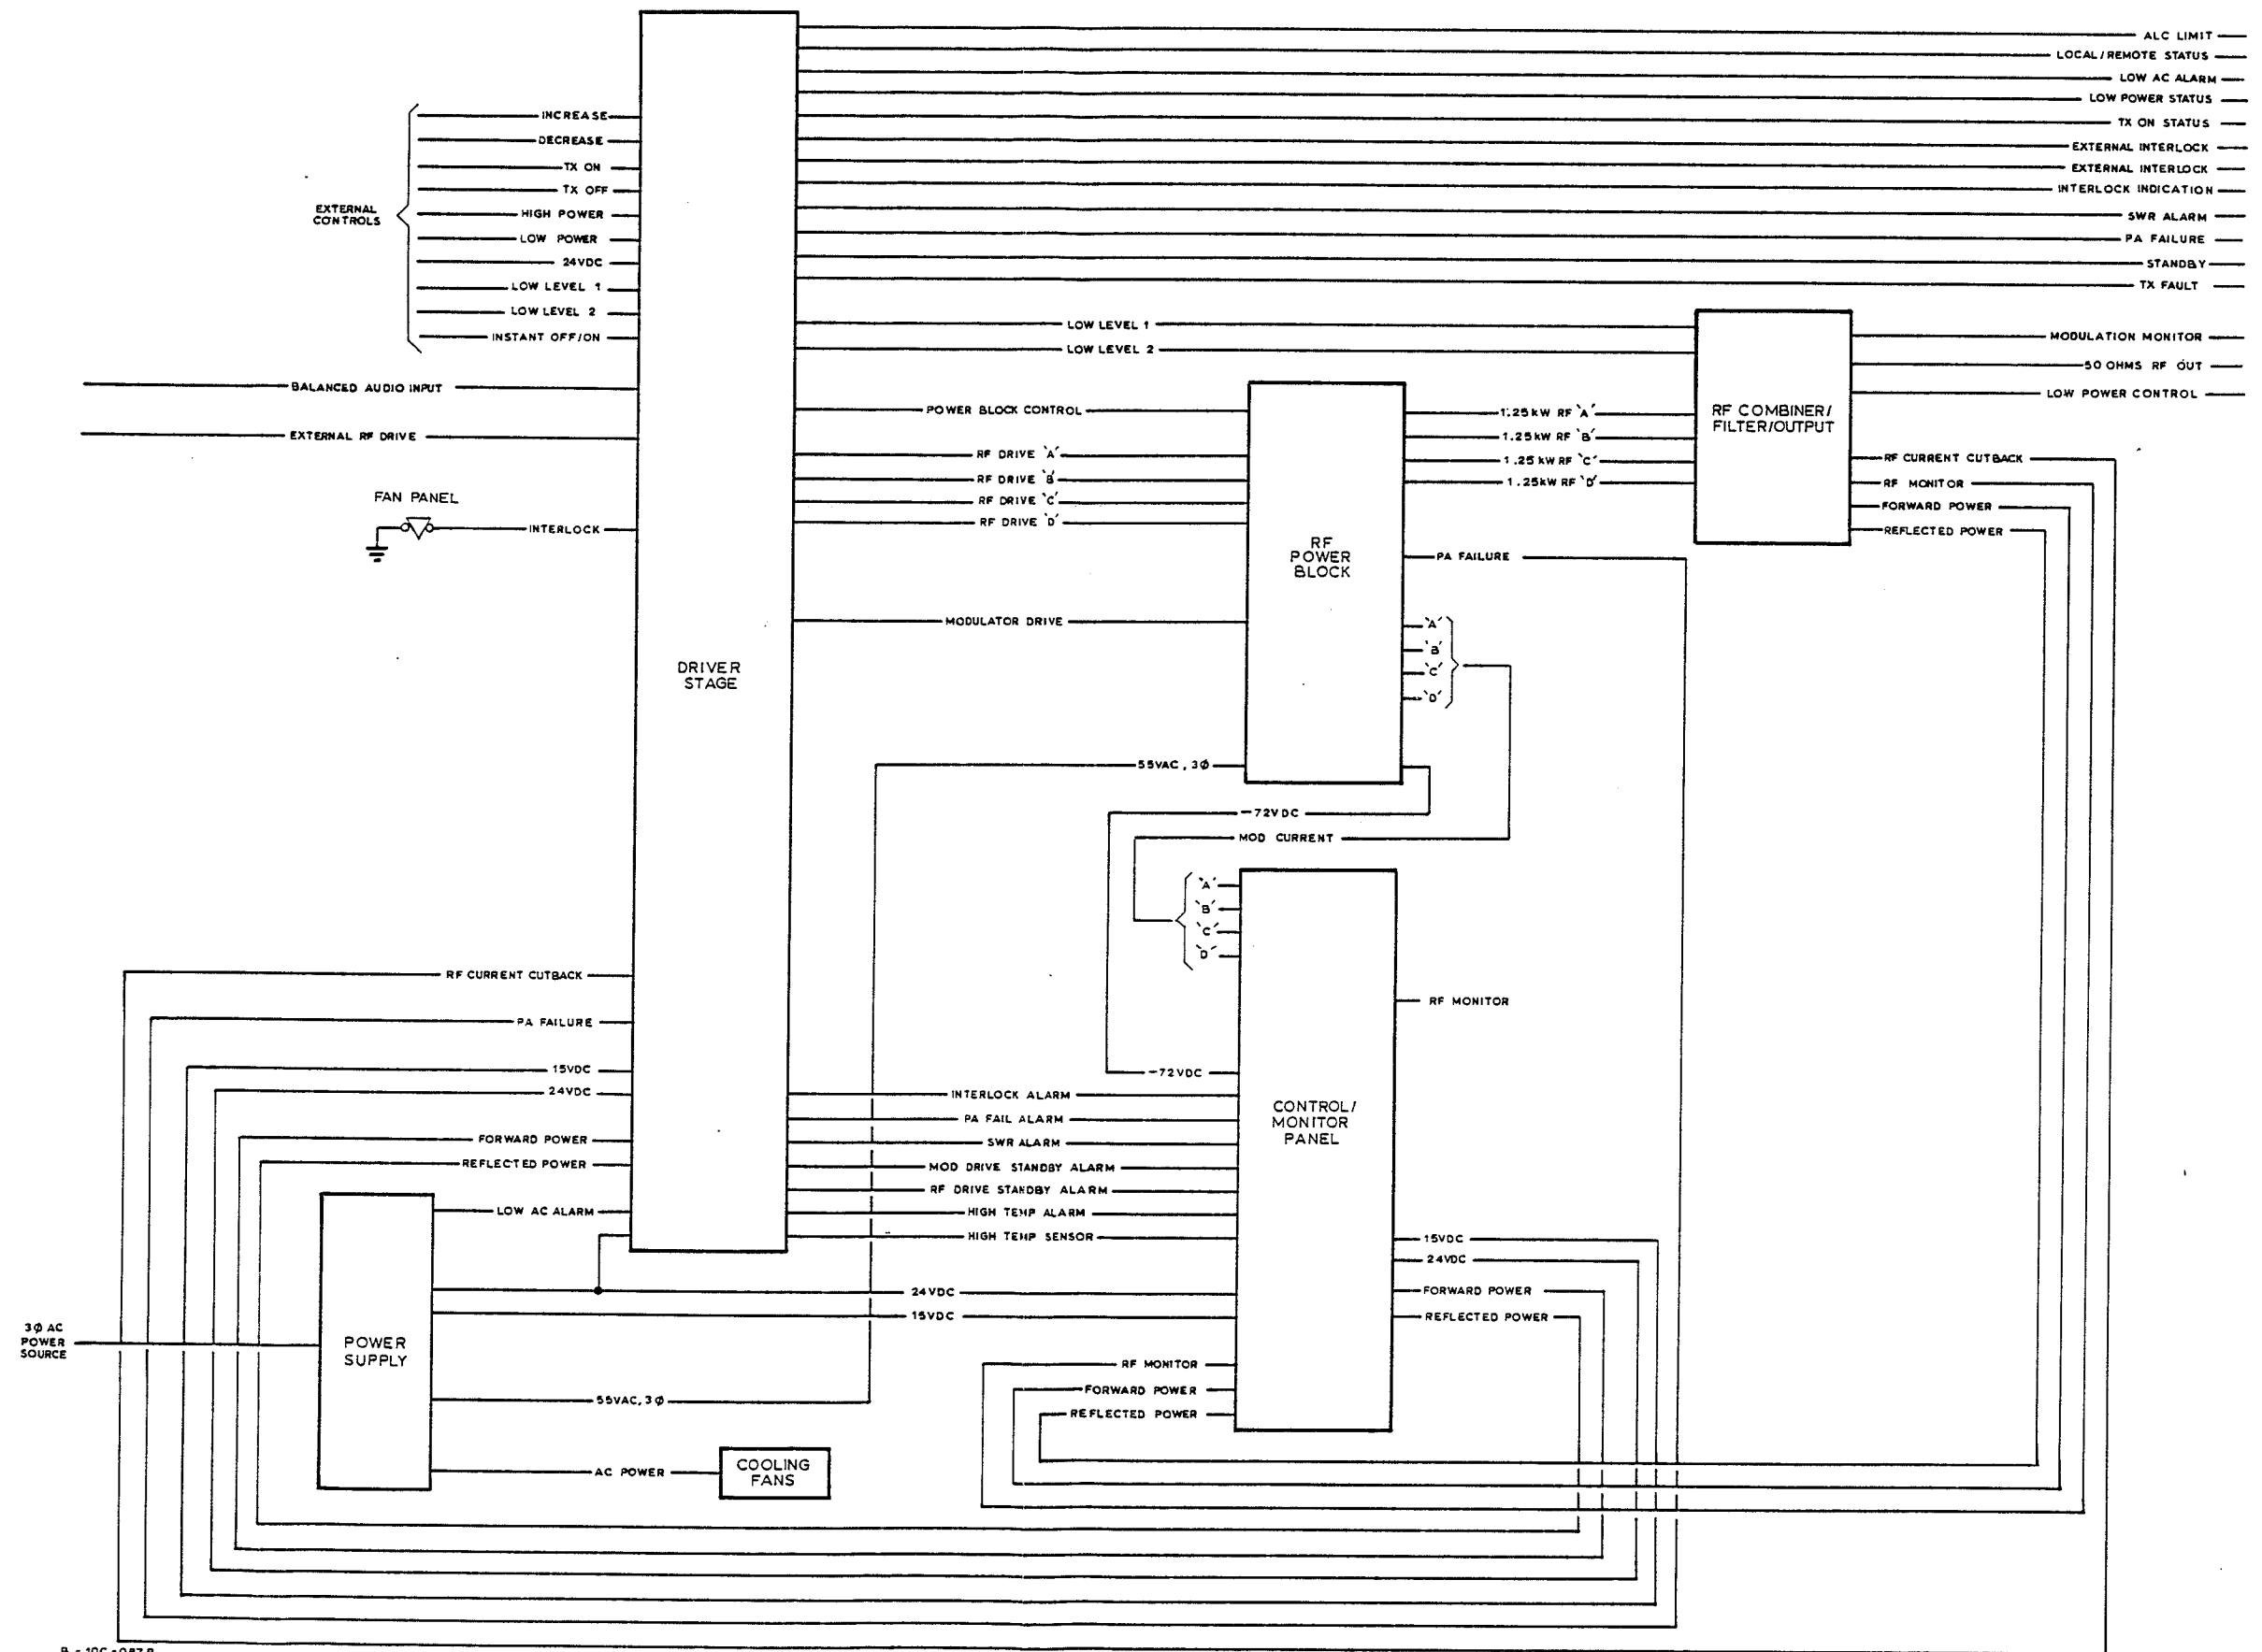 ALC LIMIT
LOCAL/REMOTE STATUS
LOW AC ALARM
LOW POWER STATUS
TX ON STATUS
EXTERNAL INTERLOCK
EXTERNAL INTERLOCK
INTERLOCK INDICATION
SWR ALARM
PA FAILURE
STANDBY
TX FAULT
EXTERNAL
CONTROLS
INCREASE
DECREASE
TX ON
TX OFF
HIGH POWER
LOW POWER
24VDC
LOW LEVEL 1
LOW LEVEL 2
INSTANT OFF/ON
BALANCED AUDIO INPUT
EXTERNAL RF DRIVE
FAN PANEL
INTERLOCK
DRIVER
STAGE
LOW LEVEL 1
LOW LEVEL 2
POWER BLOCK CONTROL
RF DRIVE `A´
RF DRIVE `B´
RF DRIVE `C´
RF DRIVE `D´
MODULATOR DRIVE
RF
POWER
BLOCK
1.25kW RF `A´
1.25kW RF `B´
1.25kW RF `C´
1.25kW RF `D´
PA FAILURE
`A´
`B´
`C´
`D´
RF COMBINER/
FILTER/OUTPUT
MODULATION MONITOR
50 OHMS RF OUT
LOW POWER CONTROL
RF CURRENT CUTBACK
RF MONITOR
FORWARD POWER
REFLECTED POWER
55VAC, 3Ø
-72VDC
MOD CURRENT
`A´
`B´
`C´
`D´
RF MONITOR
-72VDC
CONTROL/
MONITOR
PANEL
RF CURRENT CUTBACK
PA FAILURE
15VDC
24VDC
FORWARD POWER
REFLECTED POWER
LOW AC ALARM
INTERLOCK ALARM
PA FAIL ALARM
SWR ALARM
MOD DRIVE STANDBY ALARM
RF DRIVE STANDBY ALARM
HIGH TEMP ALARM
HIGH TEMP SENSOR
24VDC
15VDC
15VDC
24VDC
FORWARD POWER
REFLECTED POWER
RF MONITOR
FORWARD POWER
REFLECTED POWER
3Ø AC
POWER
SOURCE
POWER
SUPPLY
55VAC, 3Ø
AC POWER
COOLING
FANS